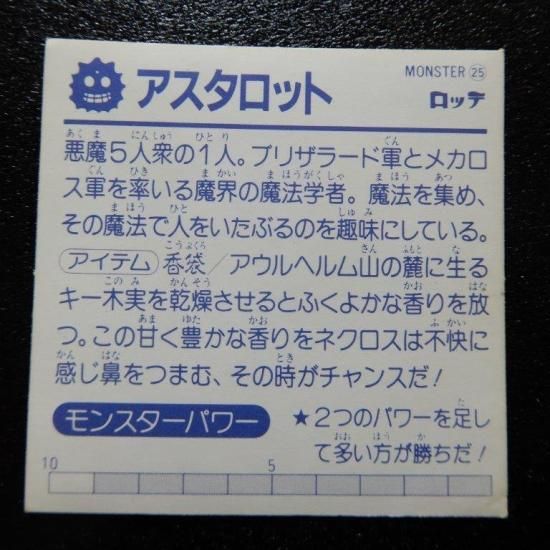 アスタロット
MONSTER 25
ロッテ
悪魔5人衆の1人。ブリザラード軍とメカロ
ス軍を率いる魔界の魔法学者。魔法を集め、
その魔法で人をいたぶるのを趣味にしている。
アイテム 香袋/アウルヘルム山の麓に生る
キー木実を乾燥させるとふくよかな香りを放
つ。この甘く豊かな香りをネクロスは不快に
感じ鼻をつまむ、その時がチャンスだ!
モンスターパワー
★2つのパワーを足し
て多い方が勝ちだ!
10 5